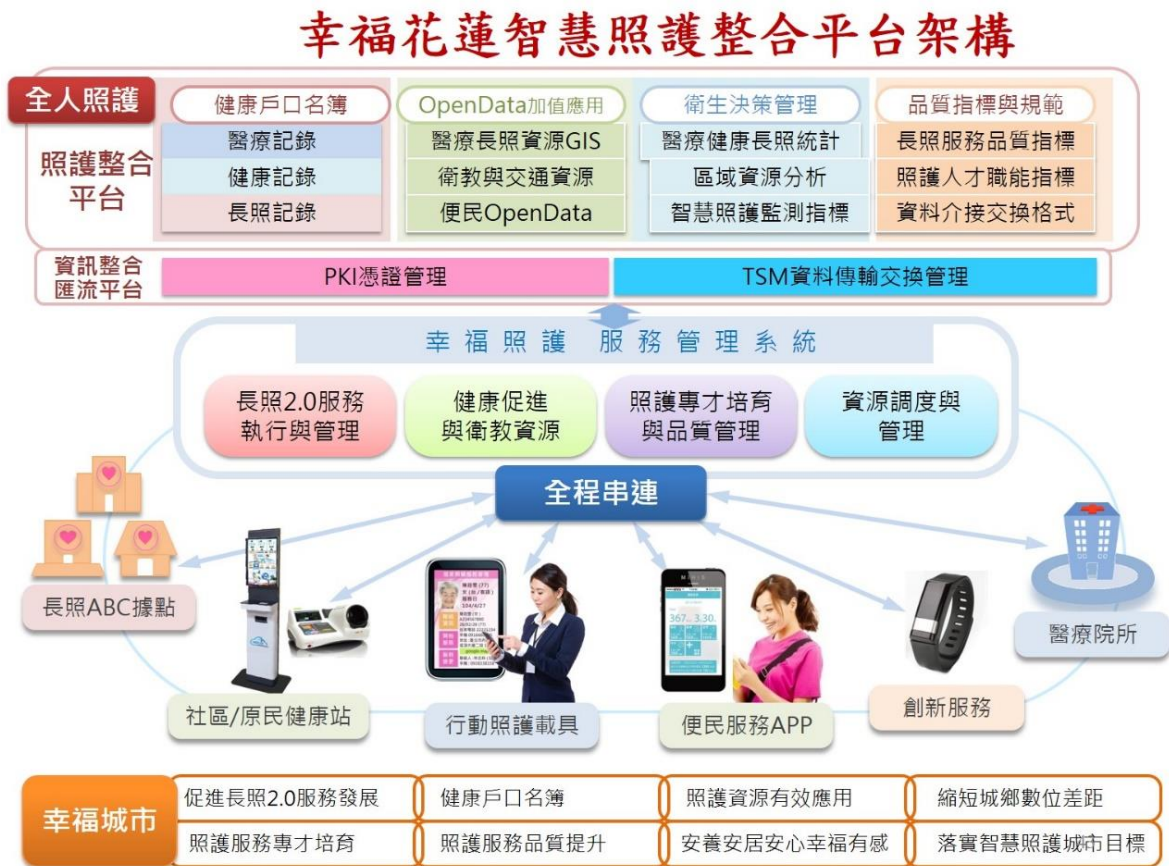 幸福花蓮智慧照護整合平台架構
全人照護
照護整合
平台
健康戶口名簿
醫療記錄
健康記錄
長照記錄
OpenData加值應用
醫療長照資源GIS
衛教與交通資源
便民OpenData
衛生決策管理
醫療健康長照統計
區域資源分析
智慧照護監測指標
品質指標與規範
長照服務品質指標
照護人才職能指標
資料介接交換格式
資訊整合
匯流平台
PKI憑證管理
TSM資料傳輸交換管理
幸福照護 服務管理系統
長照2.0服務
執行與管理
健康促進
與衛教資源
照護專才培育
與品質管理
資源調度與
管理
全程串連
長照ABC據點
社區/原民健康站
行動照護載具
便民服務APP
創新服務
醫療院所
幸福城市
促進長照2.0服務發展
健康戶口名簿
照護資源有效應用
縮短城鄉數位差距
照護服務專才培育
照護服務品質提升
安養安居安心幸福有感
落實智慧照護城市目標